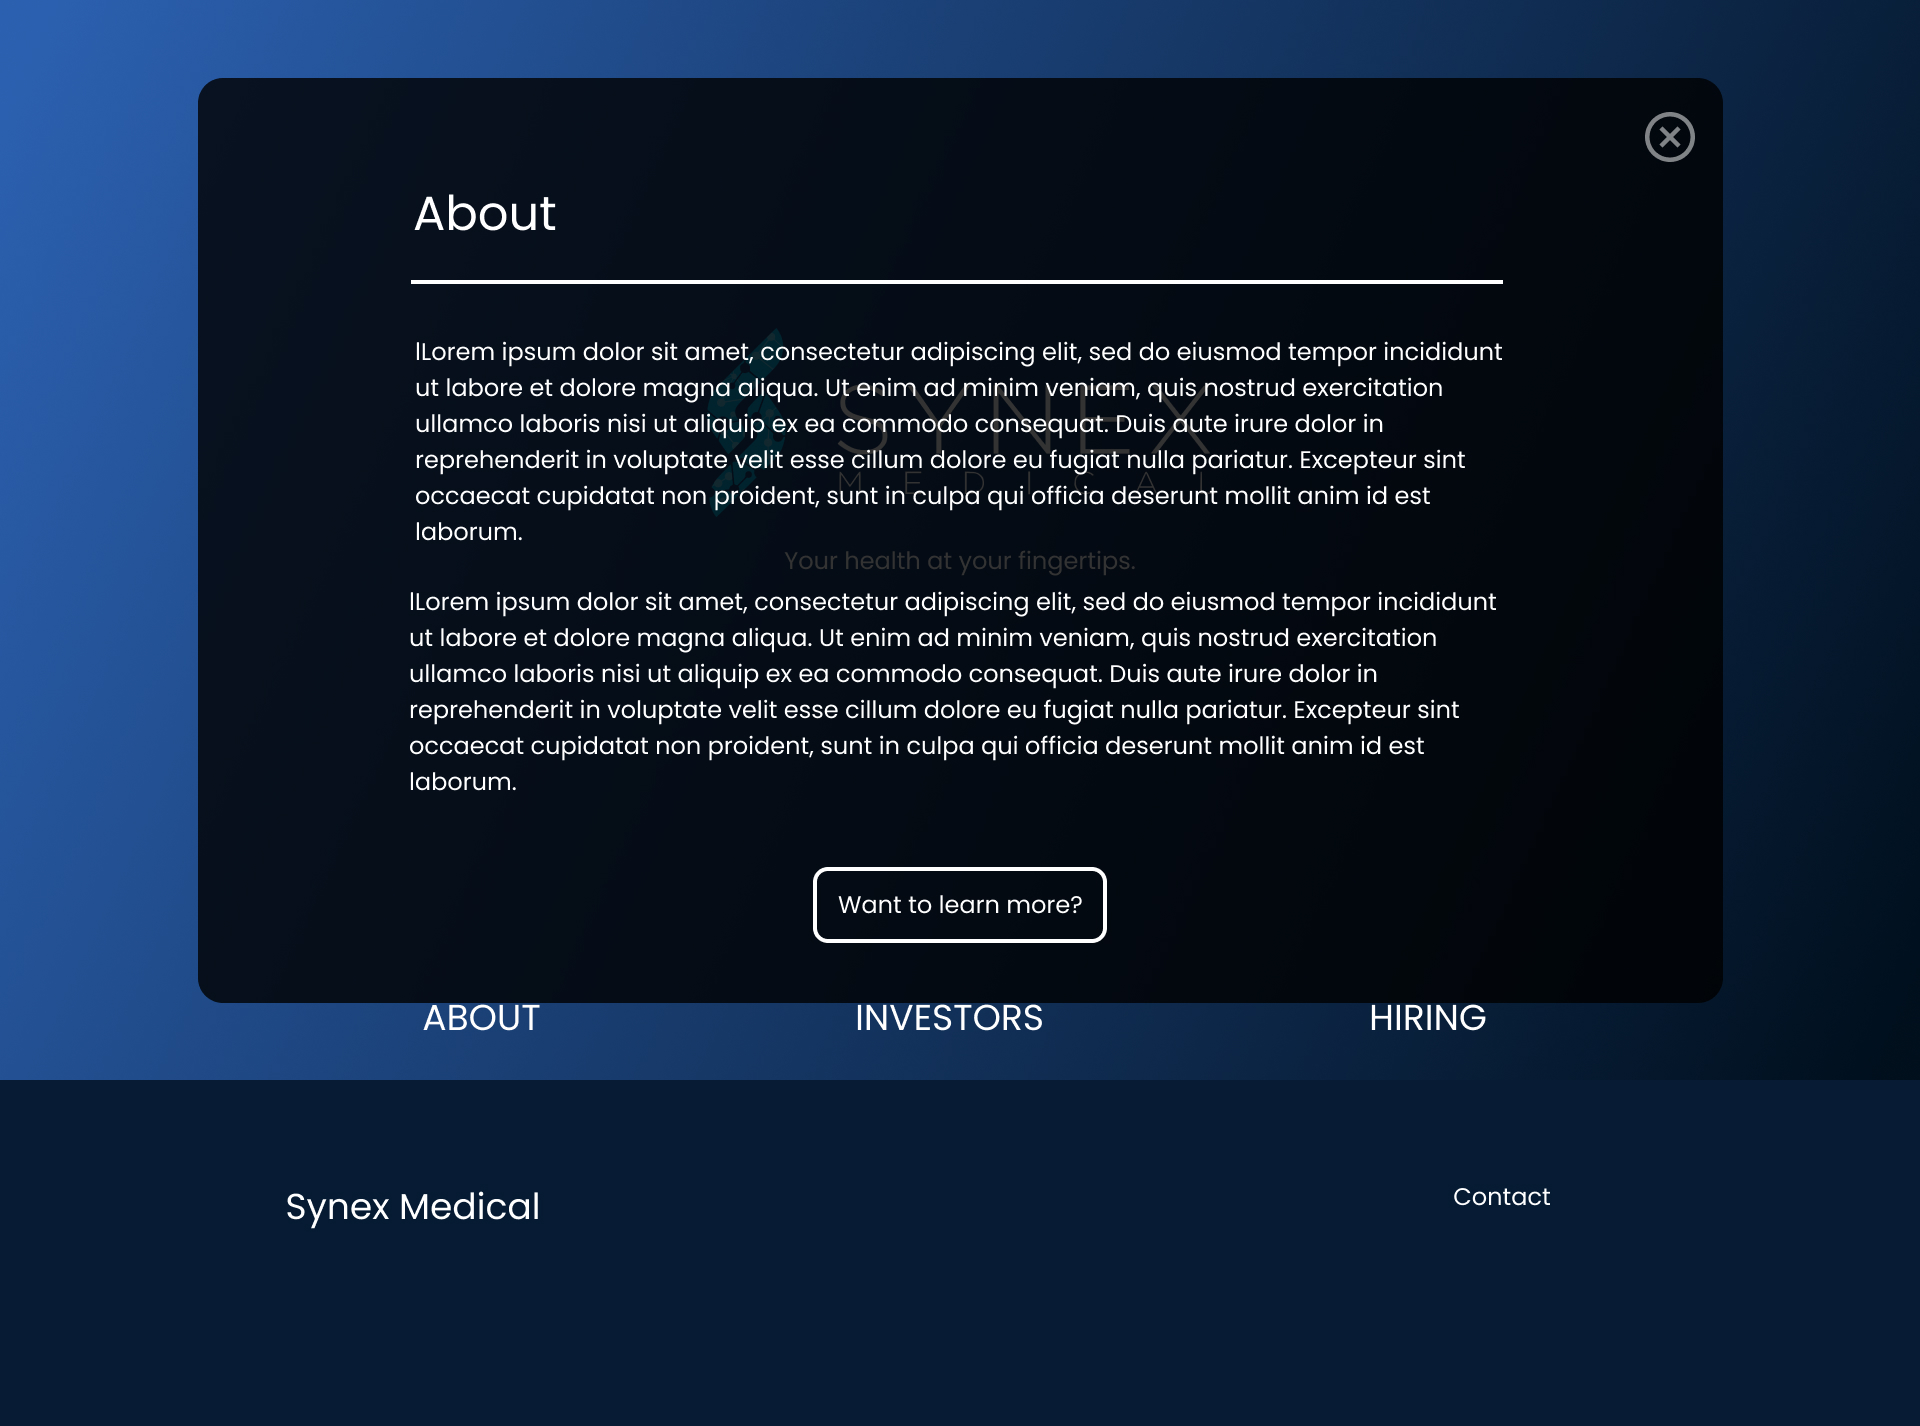 About
lLorem ipsum dolor sit amet, consectetur adipiscing elit, sed do eiusmod tempor incididunt
ut labore et dolore magna aliqua. Ut enim ad minim veniam, quis nostrud exercitation
ullamco laboris nisi ut aliquip ex ea commodo consequat. Duis aute irure dolor in
reprehenderit in voluptate velit esse cillum dolore eu fugiat nulla pariatur. Excepteur sint
occaecat cupidatat non proident, sunt in culpa qui officia deserunt mollit anim id est
laborum.
SYNEX
MEDICAL
Your health at your fingertips.
lLorem ipsum dolor sit amet, consectetur adipiscing elit, sed do eiusmod tempor incididunt
ut labore et dolore magna aliqua. Ut enim ad minim veniam, quis nostrud exercitation
ullamco laboris nisi ut aliquip ex ea commodo consequat. Duis aute irure dolor in
reprehenderit in voluptate velit esse cillum dolore eu fugiat nulla pariatur. Excepteur sint
occaecat cupidatat non proident, sunt in culpa qui officia deserunt mollit anim id est
laborum.
Want to learn more?
ABOUT INVESTORS HIRING
Synex Medical Contact